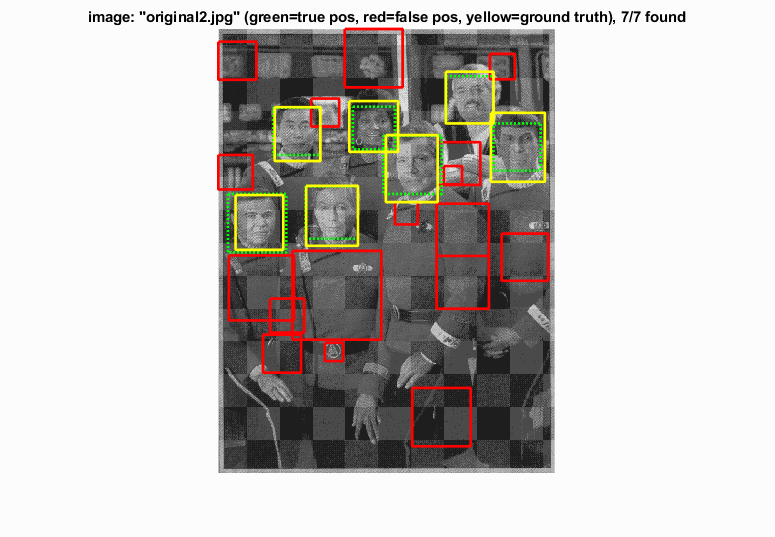 image: "original2.jpg" (green=true pos, red=false pos, yellow=ground truth), 7/7 found